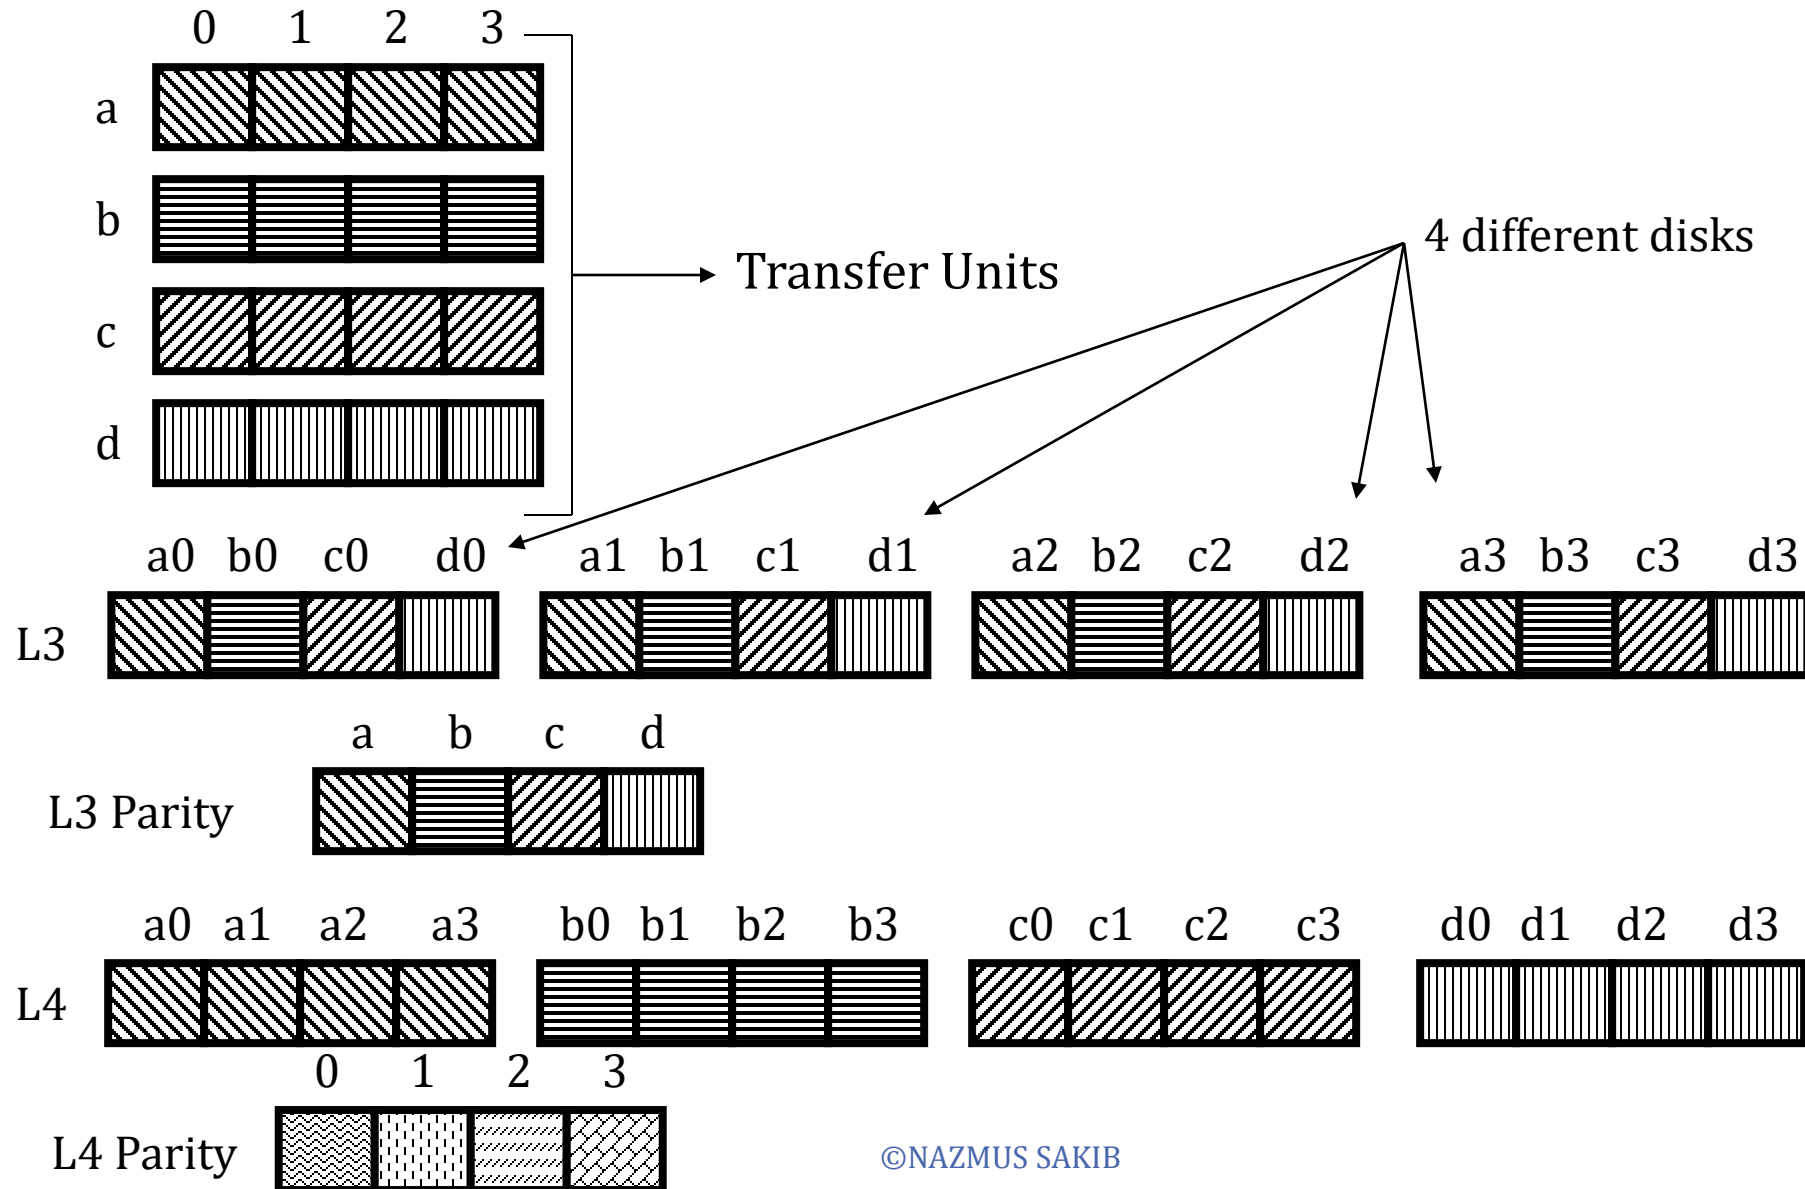 0 1 2 3
a
b
c
d
Transfer Units
4 different disks
a0 b0 c0 d0 a1 b1 c1 d1 a2 b2 c2 d2 a3 b3 c3 d3
L3
a b c d
L3 Parity
a0 a1 a2 a3 b0 b1 b2 b3 c0 c1 c2 c3 d0 d1 d2 d3
L4
0 1 2 3
L4 Parity
©NAZMUS SAKIB